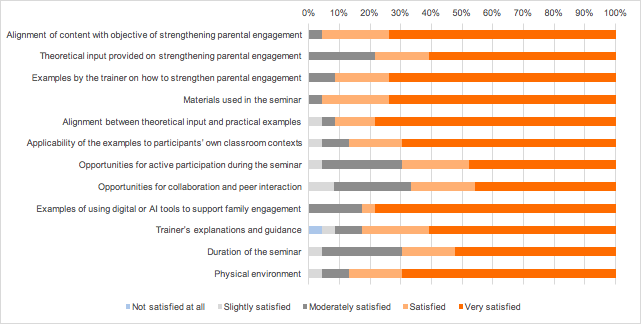 0% 10% 20% 30% 40% 50% 60% 70% 80% 90% 100%
Alignment of content with objective of strengthening parental engagement
Theoretical input provided on strengthening parental engagement
Examples by the trainer on how to strengthen parental engagement
Materials used in the seminar
Alignment between theoretical input and practical examples
Applicability of the examples to participants' own classroom contexts
Opportunities for active participation during the seminar
Opportunities for collaboration and peer interaction
Examples of using digital or AI tools to support family engagement
Trainer's explanations and guidance
Duration of the seminar
Physical environment
Not satisfied at all Slightly satisfied Moderately satisfied Satisfied Very satisfied